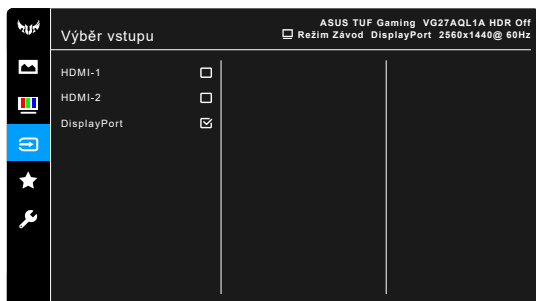 ASUS TUF Gaming VG27AQL1A HDR Off
Výběr vstupu
Režim Závod DisplayPort 2560x1440@ 60Hz
HDMI-1
HDMI-2
DisplayPort